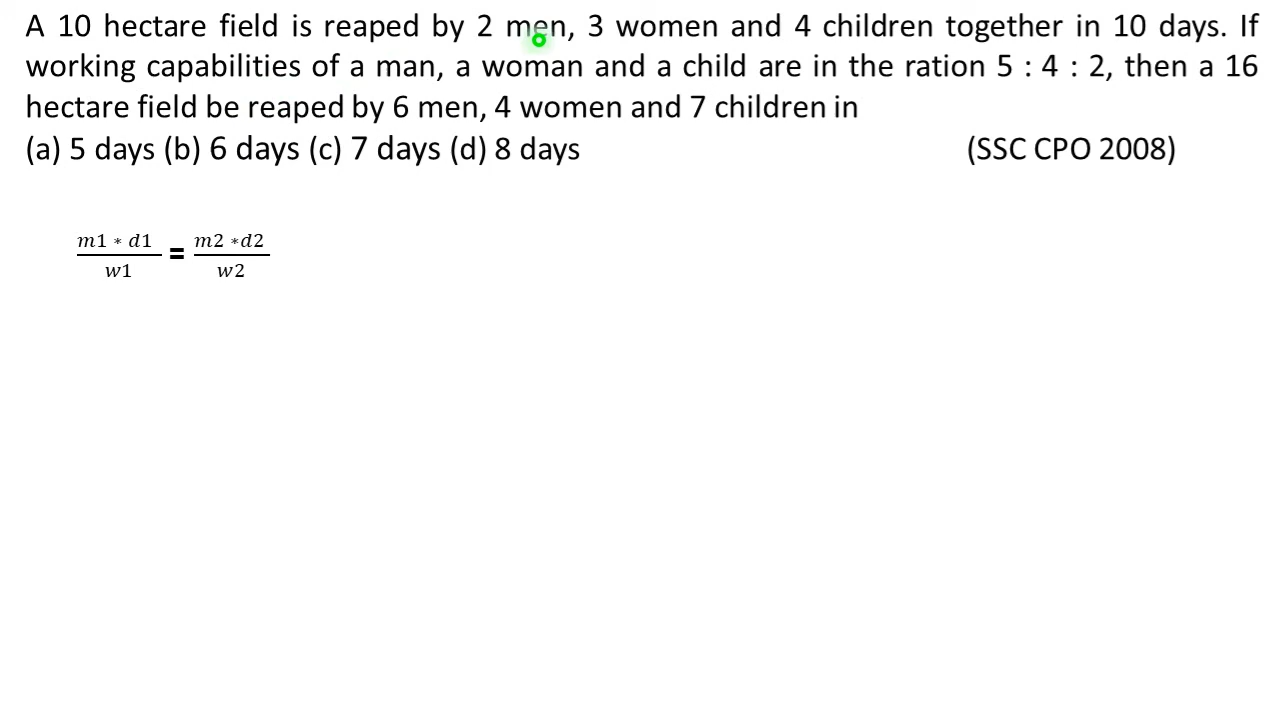 A 10 hectare field is reaped by 2 men, 3 women and 4 children together in 10 days. If
working capabilities of a man, a woman and a child are in the ration 5 : 4 : 2, then a 16
hectare field be reaped by 6 men, 4 women and 7 children in
(a) 5 days (b) 6 days (c) 7 days (d) 8 days (SSC CPO 2008)
m1 * d1 / w1 = m2 *d2 / w2